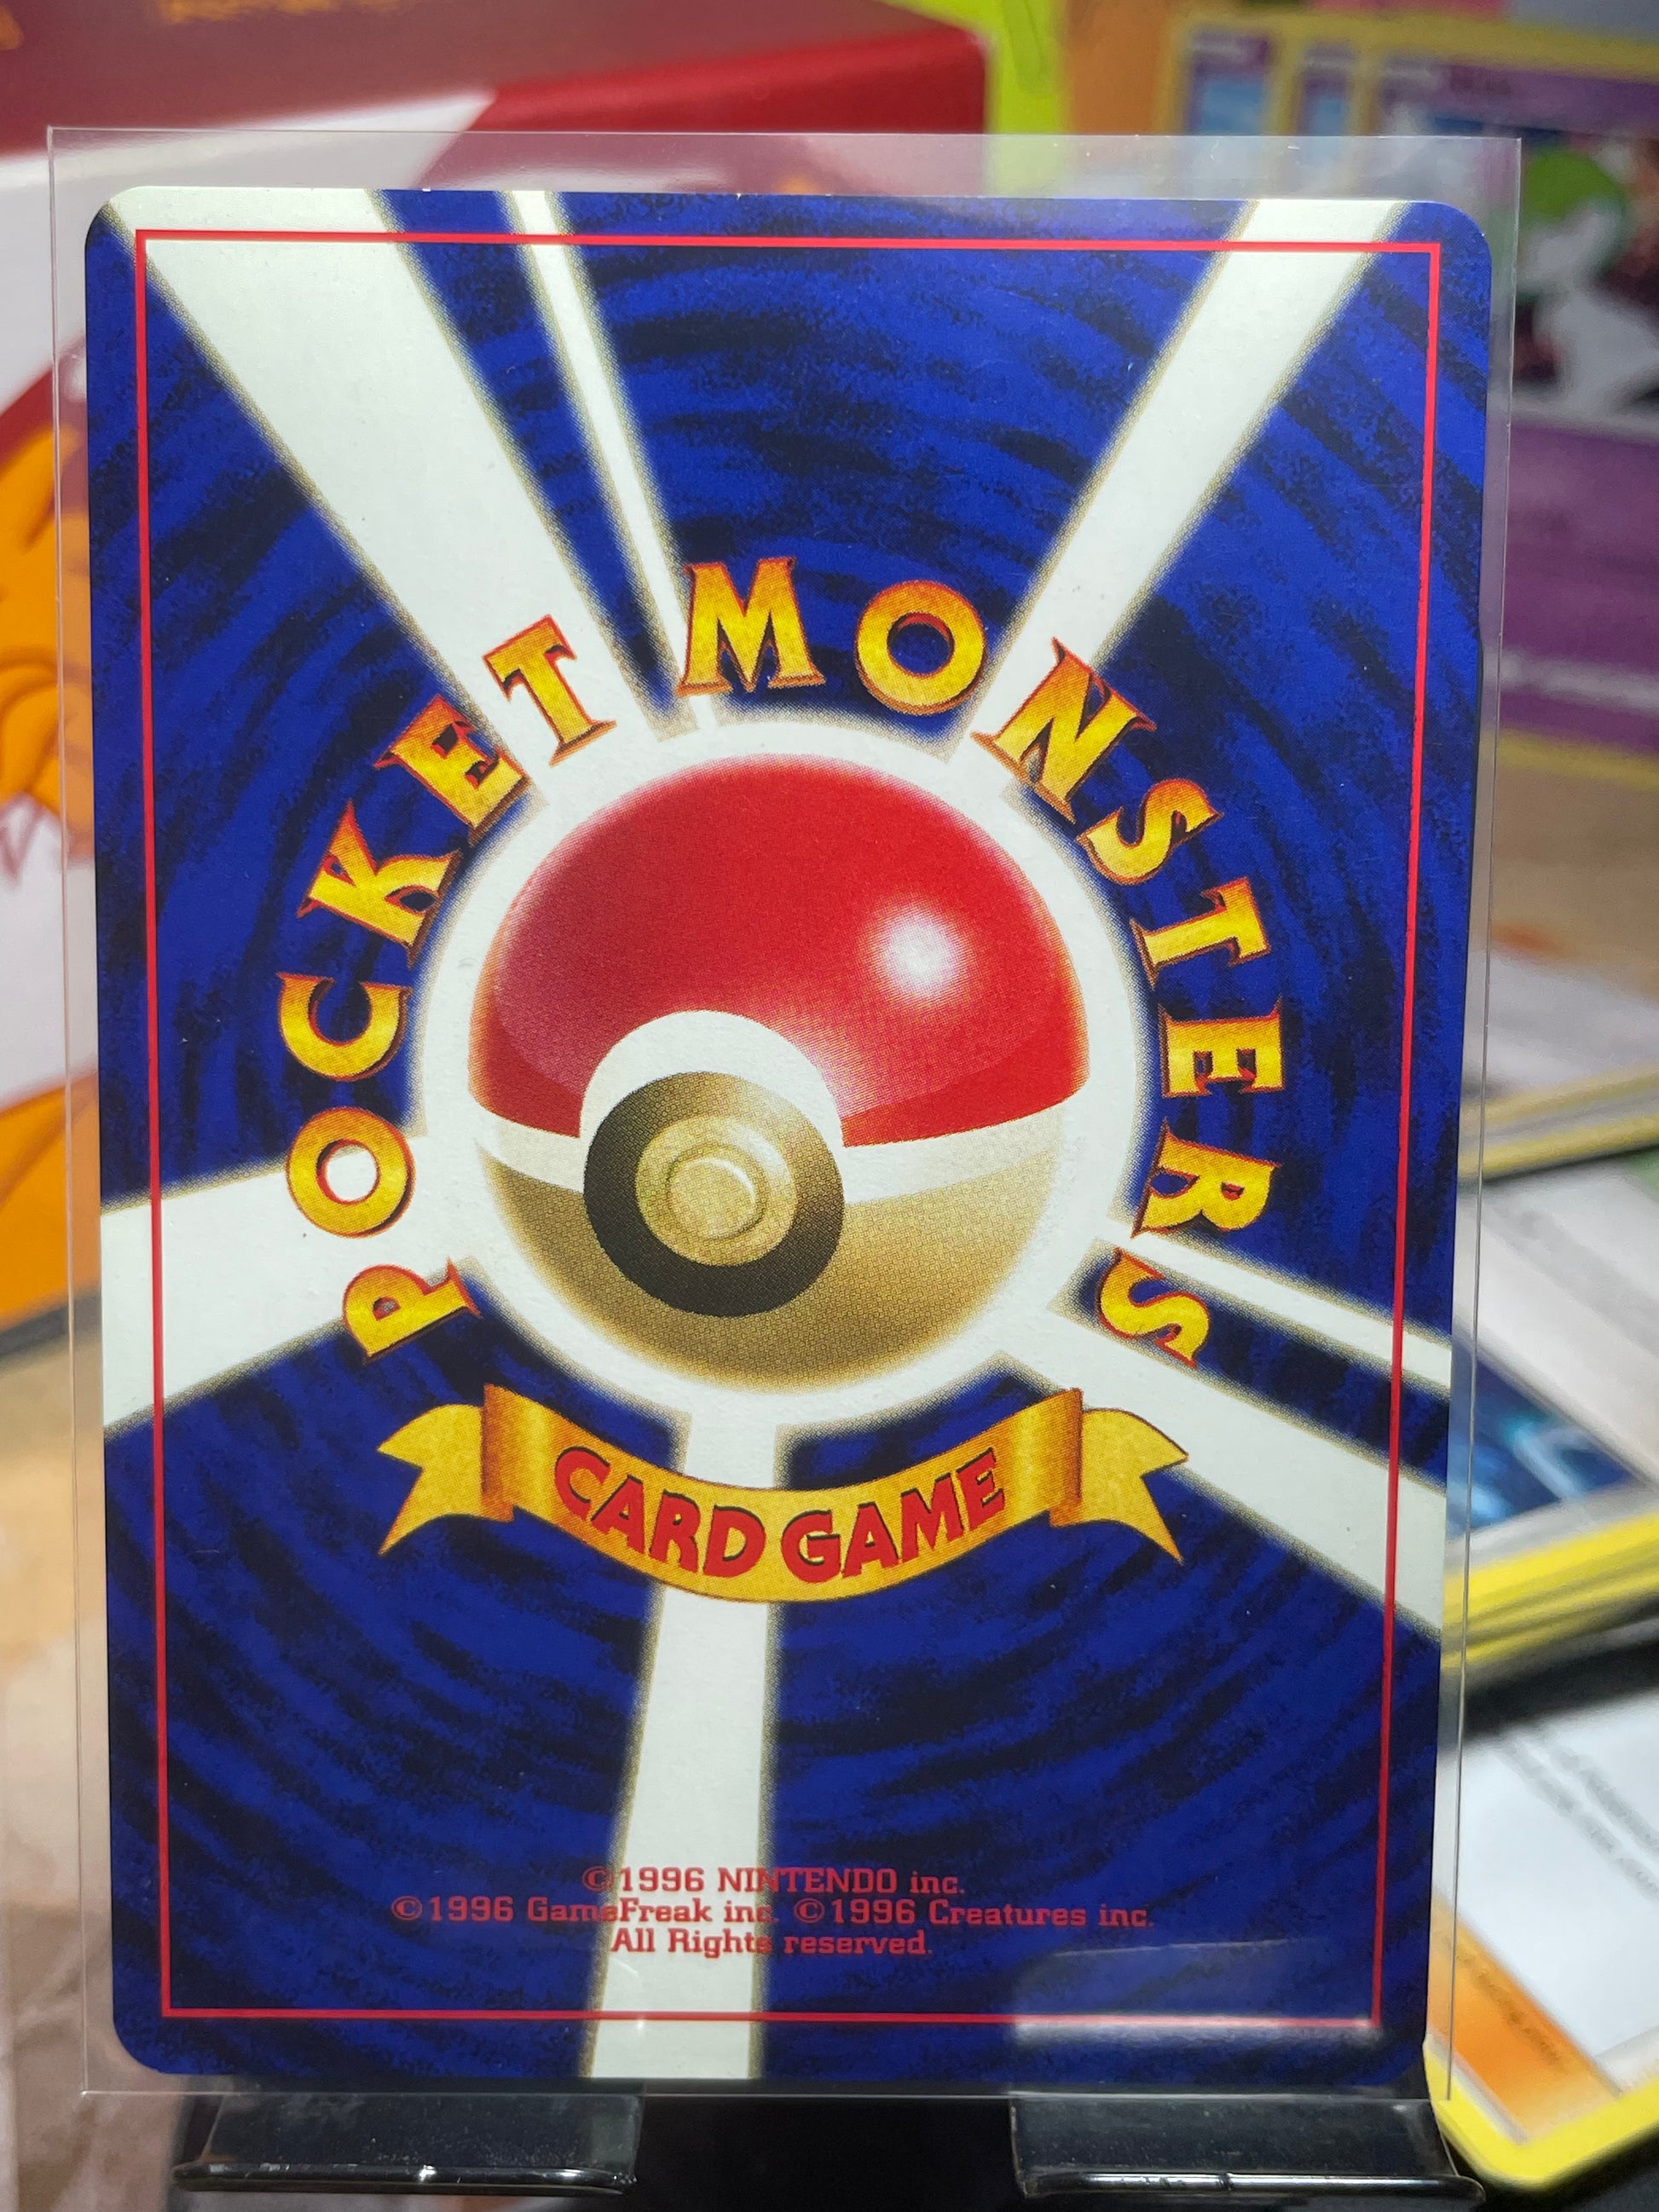 POCKET MONSTERS
CARD GAME
©1996 NINTENDO inc.
©1996 GameFreak inc. ©1996 Creatures inc.
All Rights reserved.